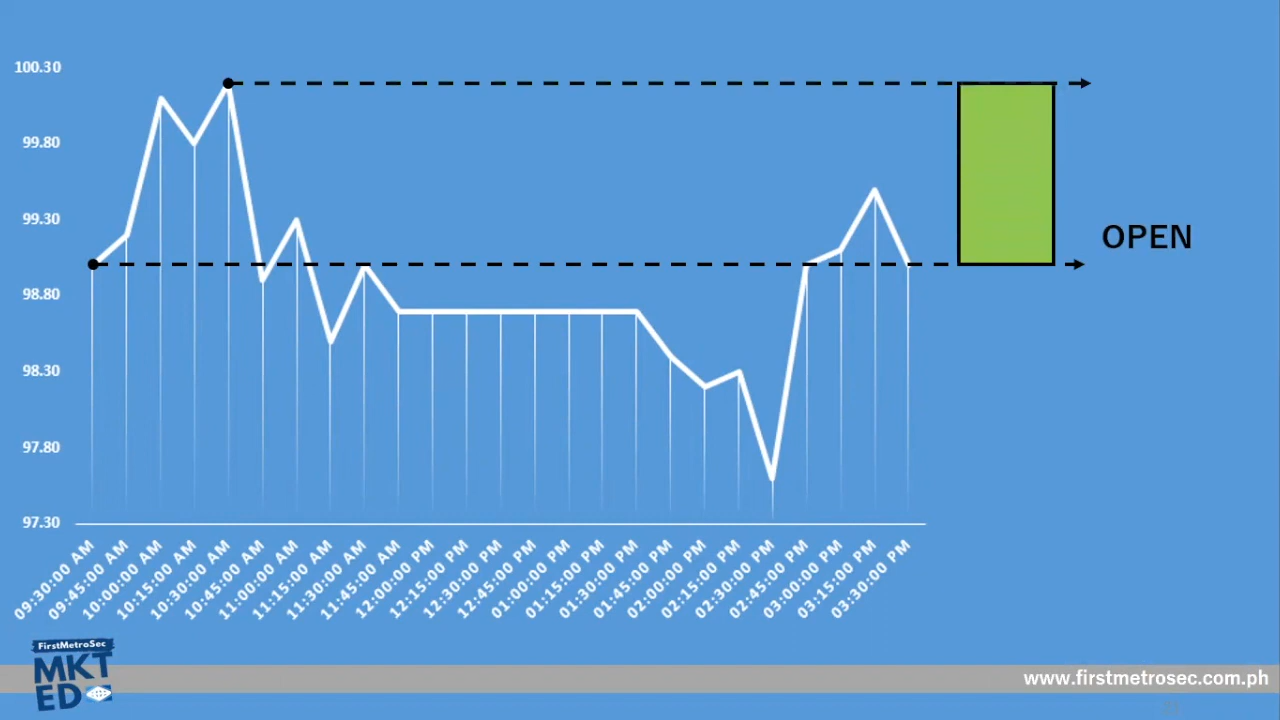 100.30
99.80
99.30
98.80
98.30
97.80
97.30
OPEN
09:30:00 AM
09:45:00 AM
10:00:00 AM
10:15:00 AM
10:30:00 AM
10:45:00 AM
11:00:00 AM
11:15:00 AM
11:30:00 AM
11:45:00 AM
12:00:00 PM
12:15:00 PM
12:30:00 PM
12:45:00 PM
01:00:00 PM
01:15:00 PM
01:30:00 PM
01:45:00 PM
02:00:00 PM
02:15:00 PM
02:30:00 PM
02:45:00 PM
03:00:00 PM
03:15:00 PM
03:30:00 PM
FirstMetroSec
MKT
ED
www.firstmetrosec.com.ph